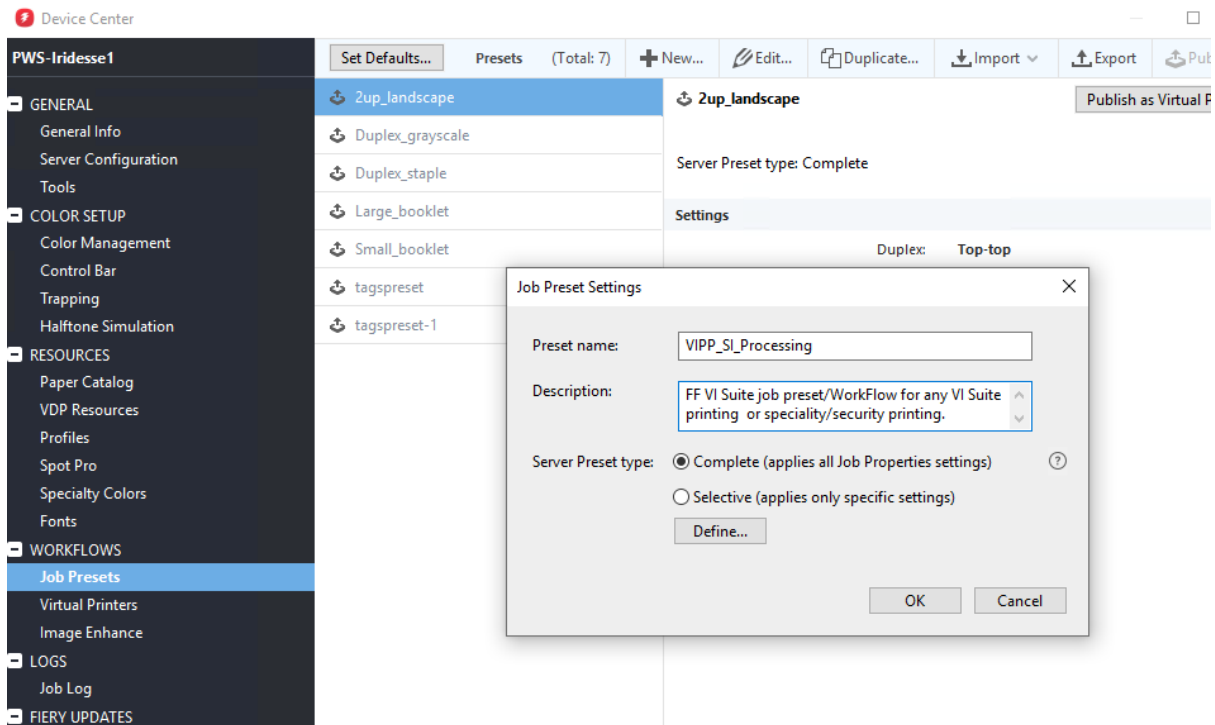 Device Center
PWS-Iridesse1
Set Defaults... Presets (Total: 7) New... Edit... Duplicate... Import Export Pub
GENERAL
General Info
Server Configuration
Tools
COLOR SETUP
Color Management
Control Bar
Trapping
Halftone Simulation
RESOURCES
Paper Catalog
VDP Resources
Profiles
Spot Pro
Specialty Colors
Fonts
WORKFLOWS
Job Presets
Virtual Printers
Image Enhance
LOGS
Job Log
FIERY UPDATES
2up_landscape
Duplex_grayscale
Duplex_staple
Large_booklet
Small_booklet
tagspreset
tagspreset-1
2up_landscape Publish as Virtual P
Server Preset type: Complete
Settings
Duplex: Top-top
Job Preset Settings
Preset name: VIPP_SI_Processing
Description: FF VI Suite job preset/WorkFlow for any VI Suite
printing or speciality/security printing.
Server Preset type: Complete (applies all Job Properties settings) ?
Selective (applies only specific settings)
Define...
OK Cancel